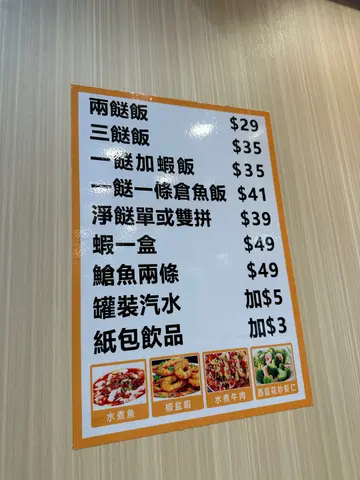 兩餸飯 $29
三餸飯 $35
一餸加蝦飯 $35
一餸一條倉魚飯 $41
淨餸單或雙拼 $39
蝦一盒 $49
鯧魚兩條 $49
罐裝汽水 加$5
紙包飲品 加$3
水煮魚 椒鹽蝦 水煮牛肉 西蘭花炒蝦仁